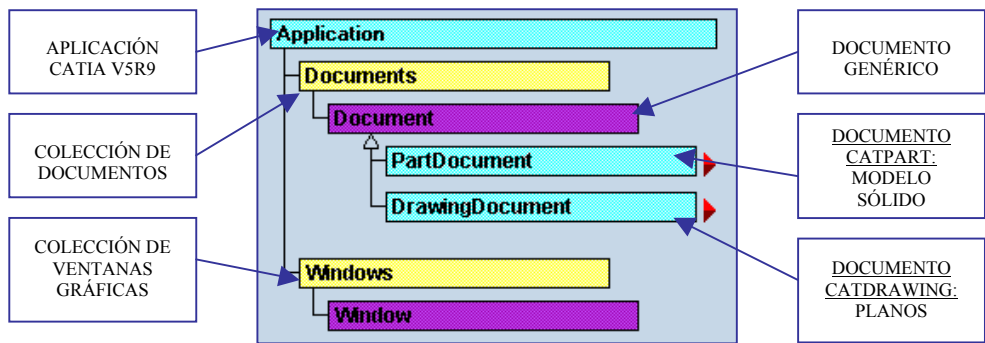 APLICACIÓN
CATIA V5R9
COLECCIÓN DE
DOCUMENTOS
COLECCIÓN DE
VENTANAS
GRÁFICAS
Application
Documents
Document
PartDocument
DrawingDocument
Windows
Window
DOCUMENTO
GENÉRICO
DOCUMENTO
CATPART:
MODELO
SÓLIDO
DOCUMENTO
CATDRAWING:
PLANOS